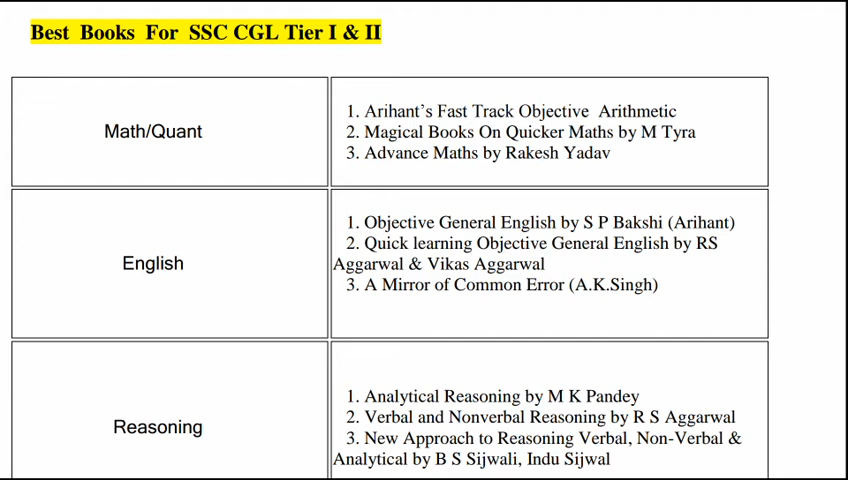 Best Books For SSC CGL Tier I & II
Math/Quant
1. Arihant's Fast Track Objective Arithmetic
2. Magical Books On Quicker Maths by M Tyra
3. Advance Maths by Rakesh Yadav
English
1. Objective General English by S P Bakshi (Arihant)
2. Quick learning Objective General English by RS
Aggarwal & Vikas Aggarwal
3. A Mirror of Common Error (A.K.Singh)
Reasoning
1. Analytical Reasoning by M K Pandey
2. Verbal and Nonverbal Reasoning by R S Aggarwal
3. New Approach to Reasoning Verbal, Non-Verbal &
Analytical by B S Sijwali, Indu Sijwal